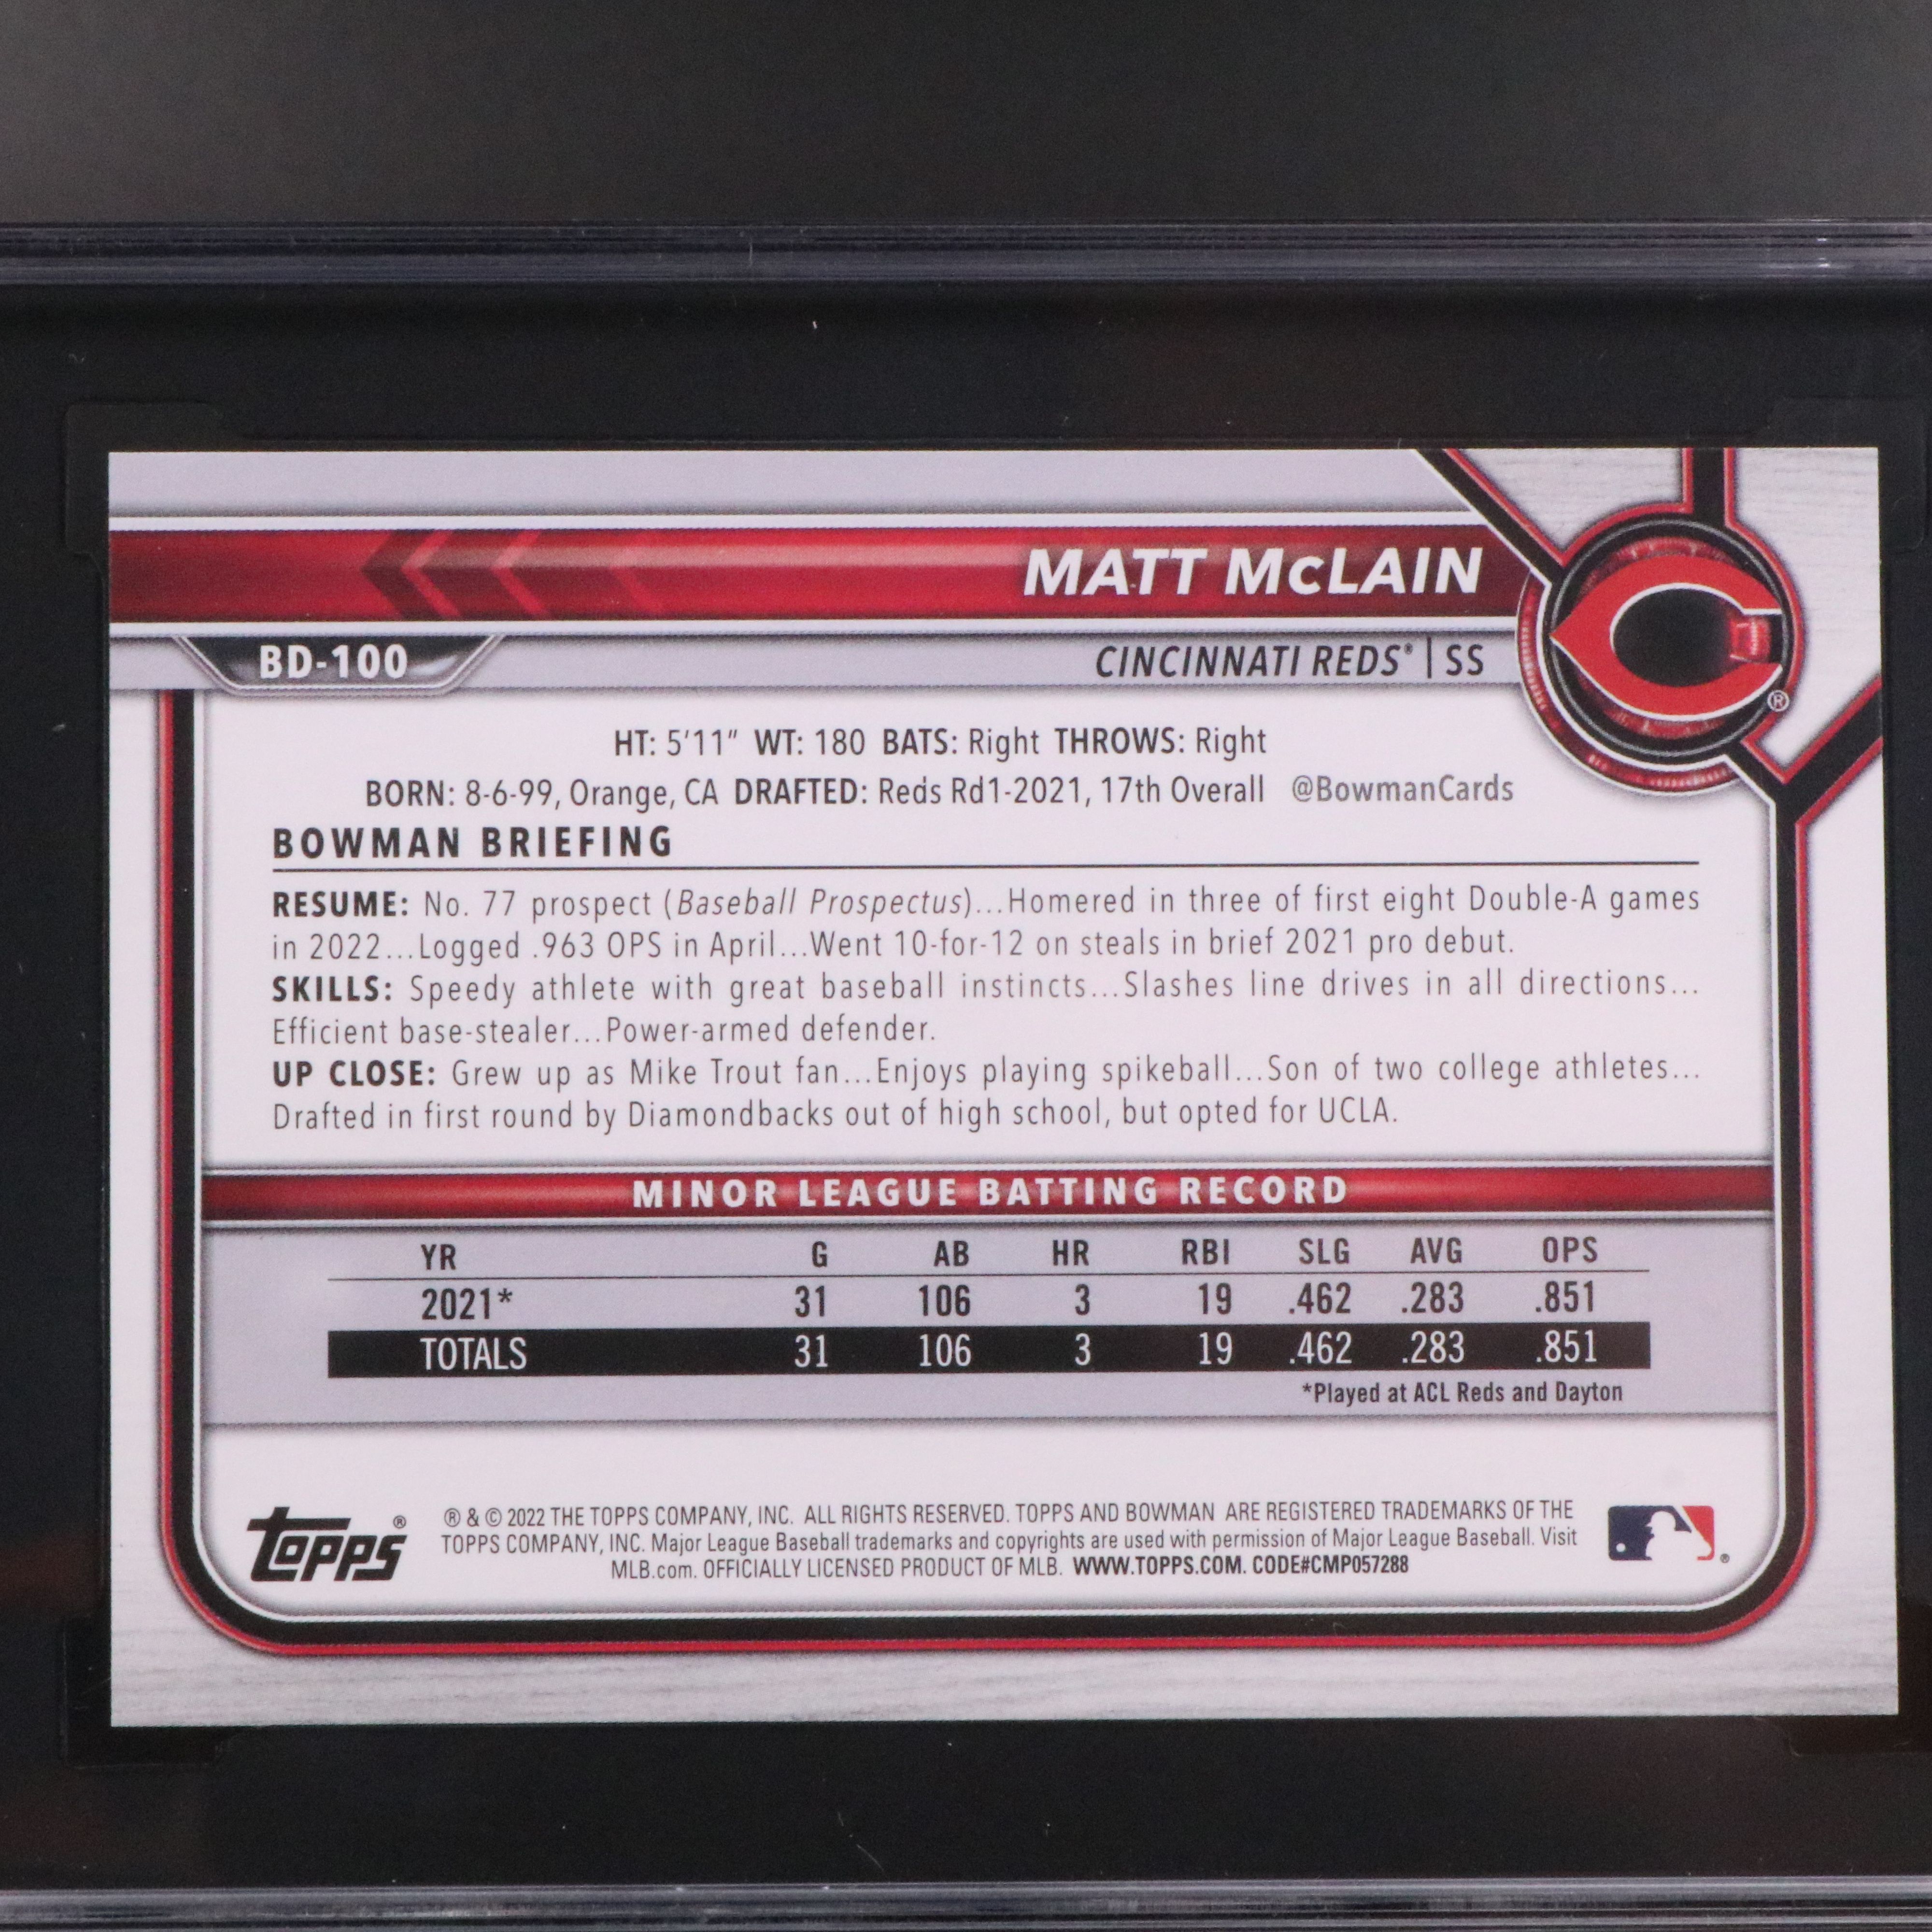 MATT McLAIN
BD-100
CINCINNATI REDS® | SS
®
HT: 5'11" WT: 180 BATS: Right THROWS: Right
BORN: 8-6-99, Orange, CA DRAFTED: Reds Rd1-2021, 17th Overall @BowmanCards
BOWMAN BRIEFING
RESUME: No. 77 prospect (Baseball Prospectus)...Homered in three of first eight Double-A games
in 2022...Logged .963 OPS in April...Went 10-for-12 on steals in brief 2021 pro debut.
SKILLS: Speedy athlete with great baseball instincts...Slashes line drives in all directions...
Efficient base-stealer...Power-armed defender.
UP CLOSE: Grew up as Mike Trout fan...Enjoys playing spikeball...Son of two college athletes...
Drafted in first round by Diamondbacks out of high school, but opted for UCLA.
MINOR LEAGUE BATTING RECORD
YR G AB HR RBI SLG AVG OPS
2021* 31 106 3 19 .462 .283 .851
TOTALS 31 106 3 19 .462 .283 .851
*Played at ACL Reds and Dayton
topps®
® & © 2022 THE TOPPS COMPANY, INC. ALL RIGHTS RESERVED. TOPPS AND BOWMAN ARE REGISTERED TRADEMARKS OF THE
TOPPS COMPANY, INC. Major League Baseball trademarks and copyrights are used with permission of Major League Baseball. Visit
MLB.com. OFFICIALLY LICENSED PRODUCT OF MLB. WWW.TOPPS.COM. CODE#CMP057288
®